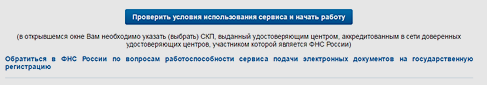 Проверить условия использования сервиса и начать работу
(в открывшемся окне Вам необходимо указать (выбрать) СКП, выданный удостоверяющим центром, аккредитованным в сети доверенных
удостоверяющих центров, участником которой является ФНС России)
Обратиться в ФНС России по вопросам работоспособности сервиса подачи электронных документов на государственную
регистрацию